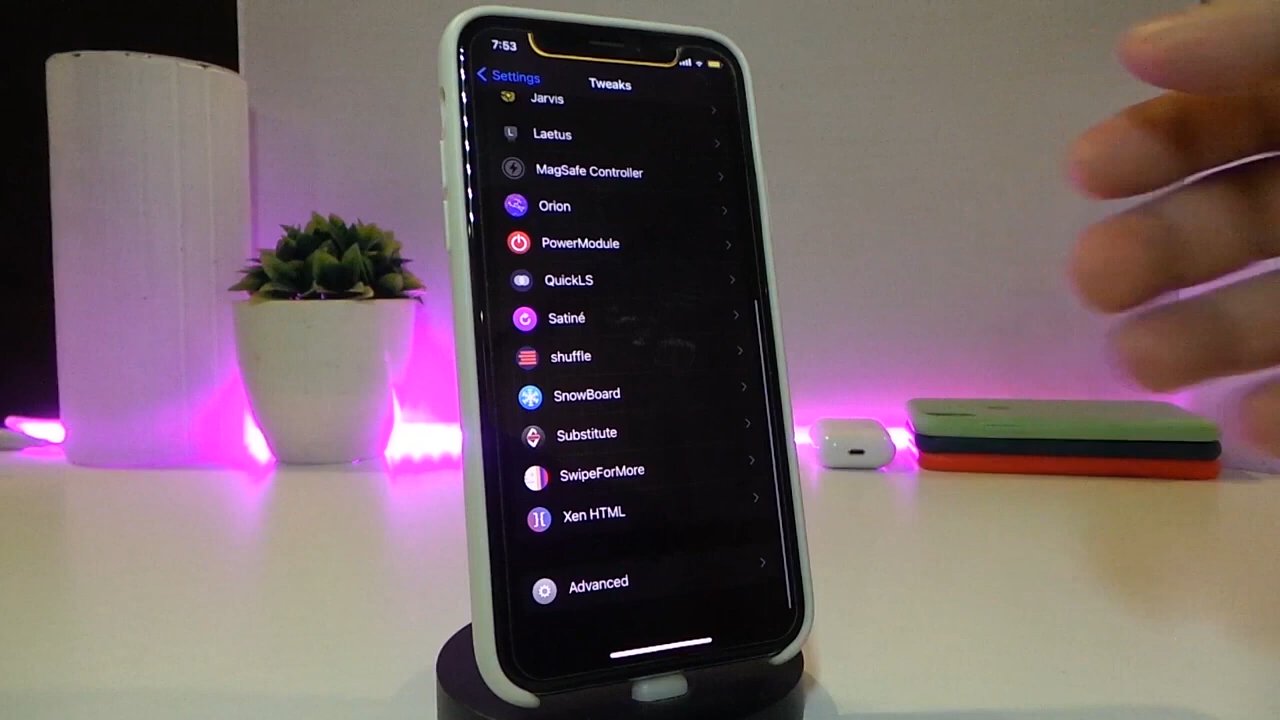 7:53
Settings
Tweaks
Jarvis
L
Laetus
MagSafe Controller
Orion
PowerModule
QuickLS
Satiné
shuffle
SnowBoard
Substitute
SwipeForMore
Xen HTML
Advanced